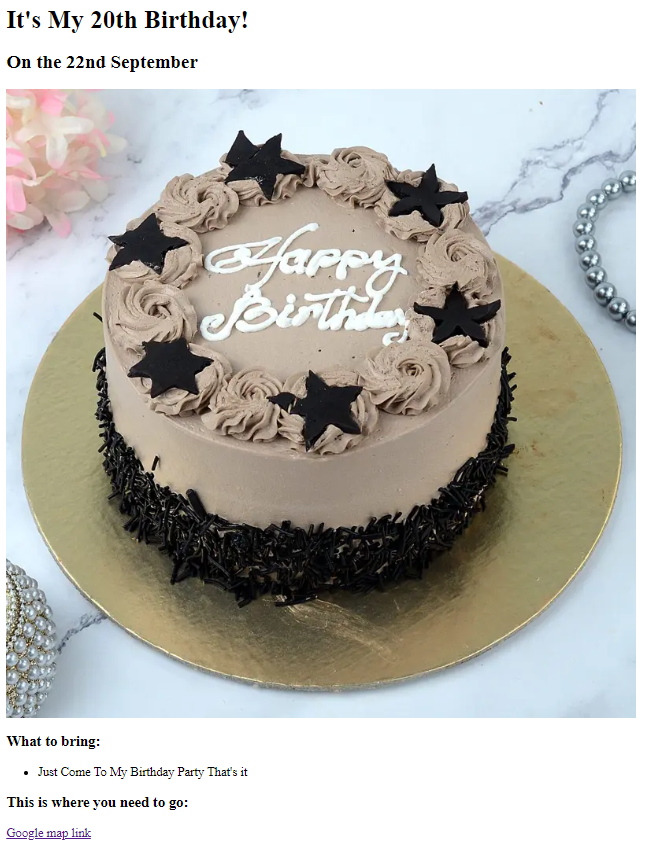 It's My 20th Birthday!
On the 22nd September
Happy
Birthday
What to bring:
Just Come To My Birthday Party That's it
This is where you need to go:
Google map link